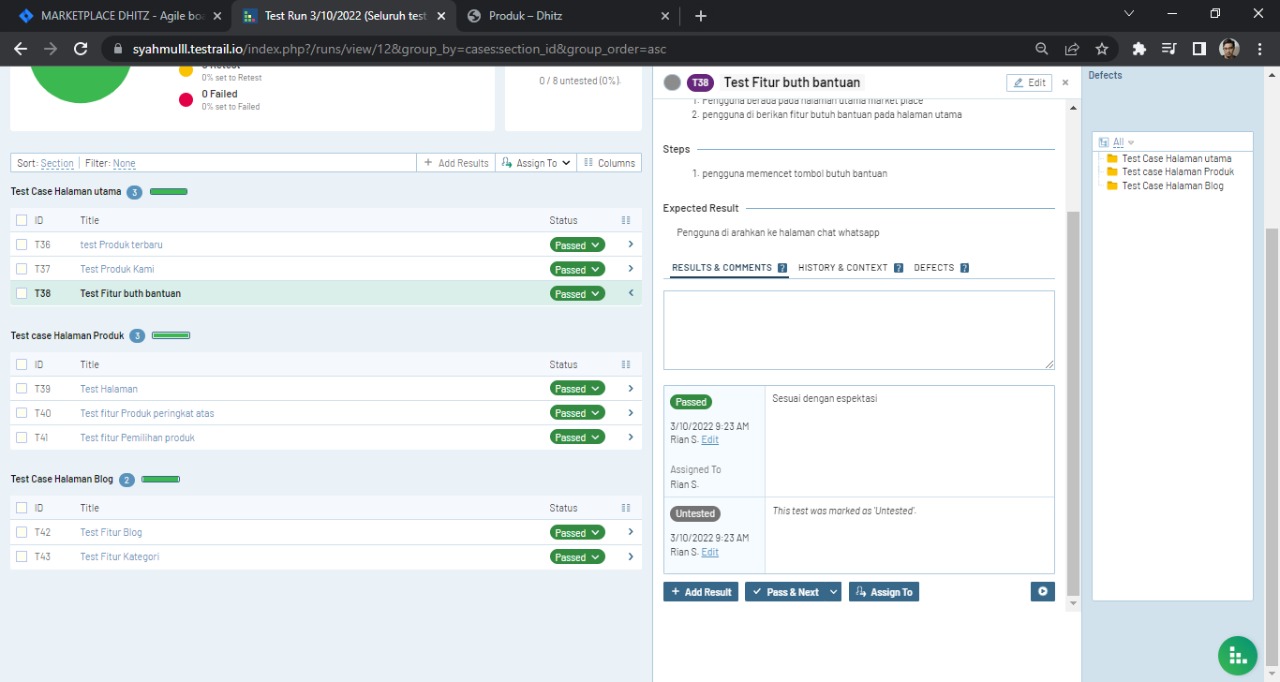 MARKETPLACE DHITZ - Agile boa
Test Run 3/10/2022 (Seluruh test
Produk – Dhitz
syahmulll.testrail.io/index.php?/runs/view/12&group_by=cases:section_id&group_order=asc
0% set to Retest
0 Failed
0% set to Failed
0 / 8 untested (0%).
Sort: Section Filter: None
+ Add Results
Assign To
Columns
Test Case Halaman utama 3
ID Title Status
T36 test Produk terbaru Passed
T37 Test Produk Kami Passed
T38 Test Fitur buth bantuan Passed
Test case Halaman Produk 3
ID Title Status
T39 Test Halaman Passed
T40 Test fitur Produk peringkat atas Passed
T41 Test fitur Pemilihan produk Passed
Test Case Halaman Blog 2
ID Title Status
T42 Test Fitur Blog Passed
T43 Test Fitur Kategori Passed
T38 Test Fitur buth bantuan
Edit
1. Pengguna berada pada halaman utama market place
2. pengguna di berikan fitur butuh bantuan pada halaman utama
Steps
1. pengguna memencet tombol butuh bantuan
Expected Result
Pengguna di arahkan ke halaman chat whatsapp
RESULTS & COMMENTS ? HISTORY & CONTEXT ? DEFECTS ?
Passed
Sesuai dengan espektasi
3/10/2022 9:23 AM
Rian S. Edit
Assigned To
Rian S.
Untested
This test was marked as 'Untested'.
3/10/2022 9:23 AM
Rian S. Edit
+ Add Result
Pass & Next
Assign To
Defects
All
Test Case Halaman utama
Test case Halaman Produk
Test Case Halaman Blog